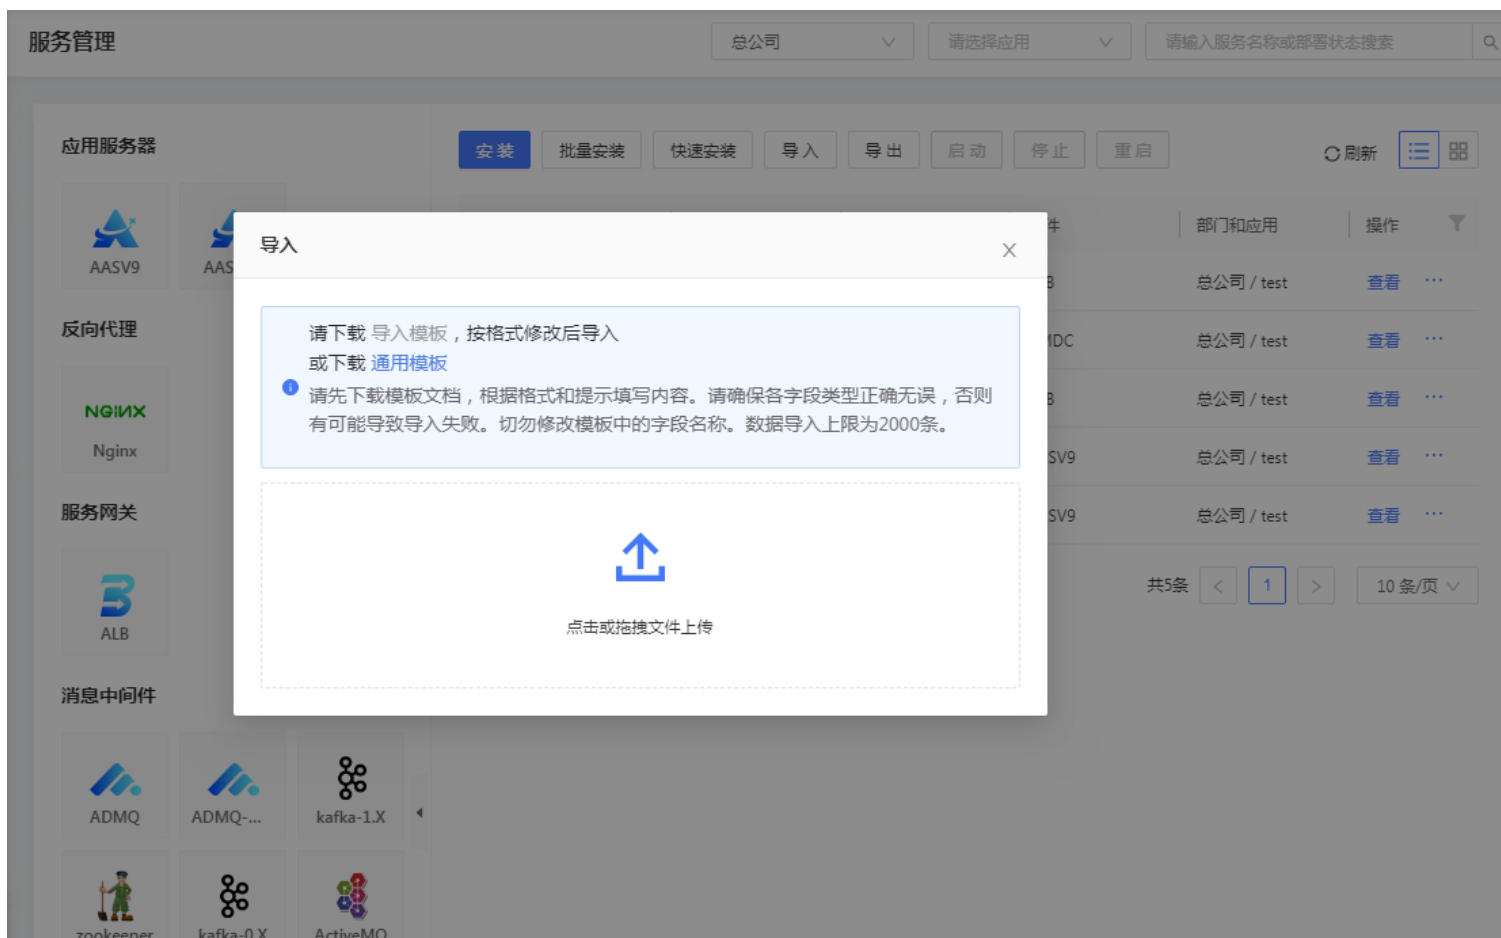 服务管理
总公司
请选择应用
请输入服务名称或部署状态搜索
应用服务器
安装
批量安装
快速安装
导入
导出
启动
停止
重启
刷新
AASV9
AAS
反向代理
NGINX
Nginx
服务网关
ALB
消息中间件
ADMQ
ADMQ-...
kafka-1.X
zookeeper
kafka-0.X
ActiveMQ
件
部门和应用
操作
B
总公司 / test
查看
...
MDC
总公司 / test
查看
...
B
总公司 / test
查看
...
SV9
总公司 / test
查看
...
SV9
总公司 / test
查看
...
共5条
<
1
>
10 条/页
导入
X
请下载 导入模板，按格式修改后导入
或下载 通用模板
请先下载模板文档，根据格式和提示填写内容。请确保各字段类型正确无误，否则
有可能导致导入失败。切勿修改模板中的字段名称。数据导入上限为2000条。
点击或拖拽文件上传